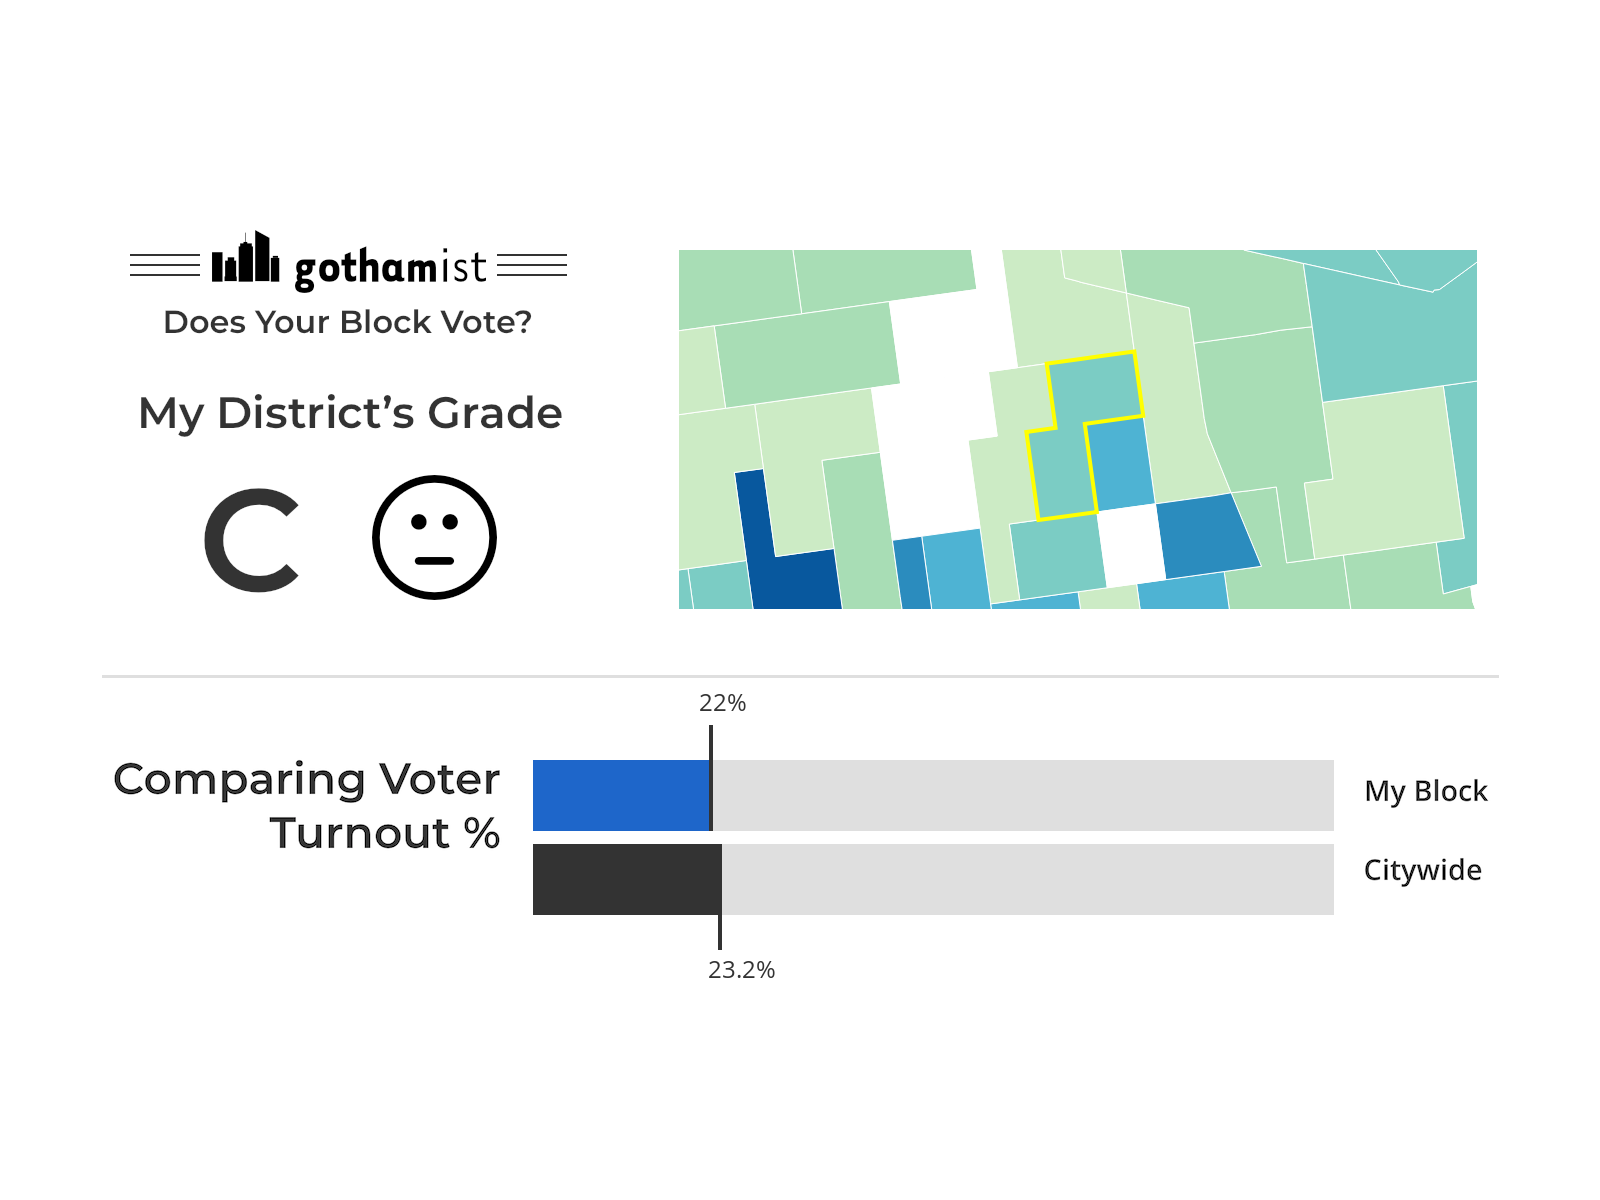 gothamist
Does Your Block Vote?
My District’s Grade
C
22%
Comparing Voter
Turnout %
My Block
Citywide
23.2%